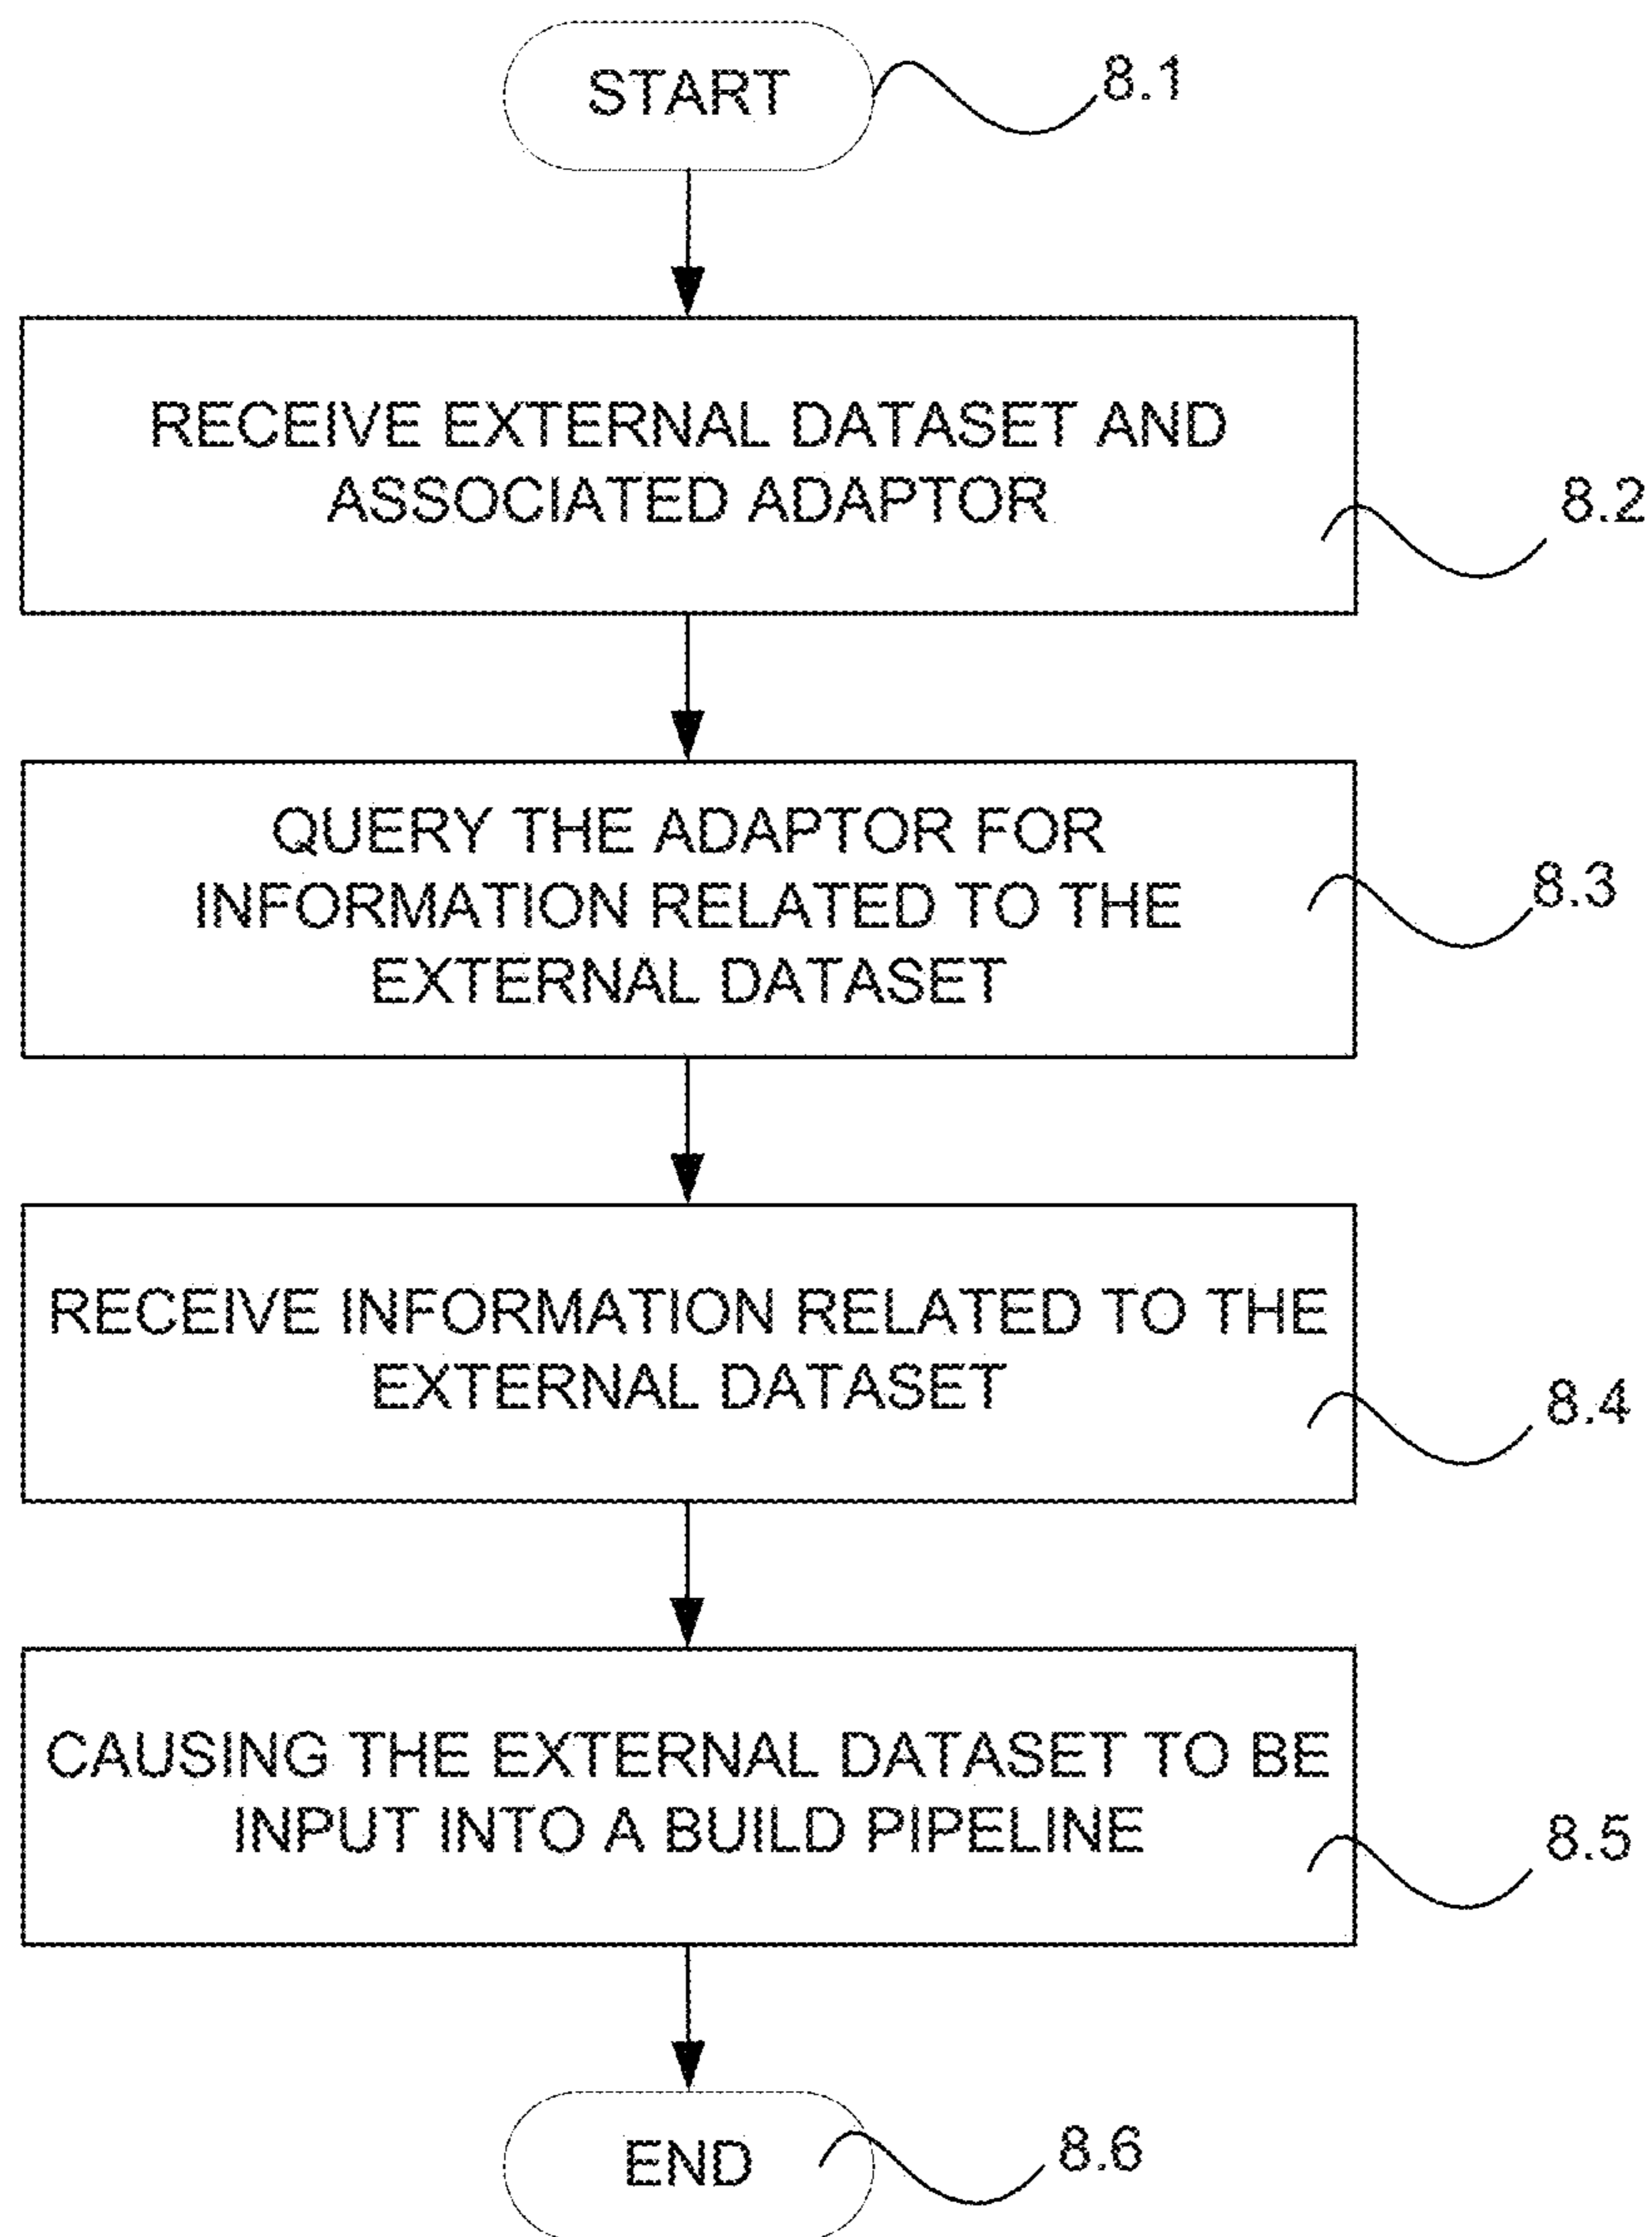 START
8.1
RECEIVE EXTERNAL DATASET AND
ASSOCIATED ADAPTOR
8.2
QUERY THE ADAPTOR FOR
INFORMATION RELATED TO THE
EXTERNAL DATASET
8.3
RECEIVE INFORMATION RELATED TO THE
EXTERNAL DATASET
8.4
CAUSING THE EXTERNAL DATASET TO BE
INPUT INTO A BUILD PIPELINE
8.5
END
8.6